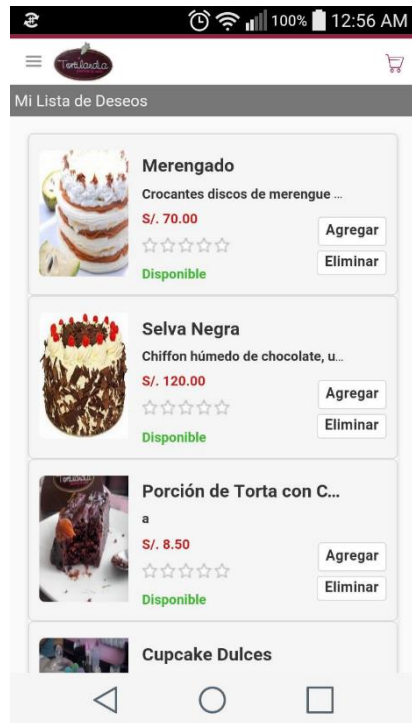 100% 12:56 AM
Tortilandia
Mi Lista de Deseos
Merengado
Crocantes discos de merengue ...
S/. 70.00
Agregar
Disponible
Eliminar
Selva Negra
Chiffon húmedo de chocolate, u...
S/. 120.00
Agregar
Disponible
Eliminar
Tortilandia
Porción de Torta con C...
a
S/. 8.50
Agregar
Disponible
Eliminar
Cupcake Dulces